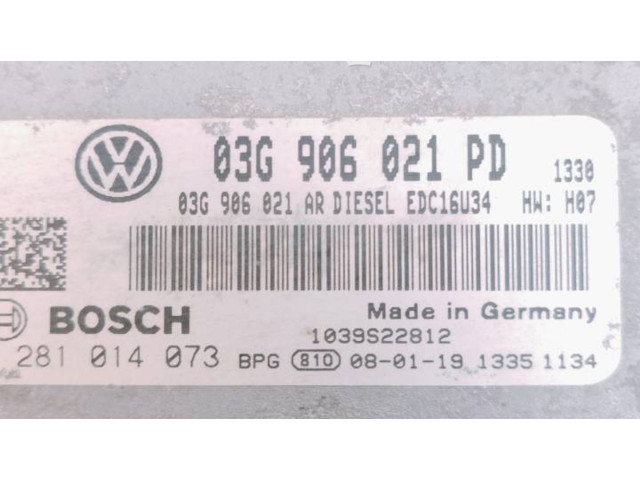 03G 906 021 PD 1330
03G 906 021 AR DIESEL EDC16U34 HW: H07
BOSCH Made in Germany
1039S22812
281 014 073 BPG 810 08-01-19 1335 1134